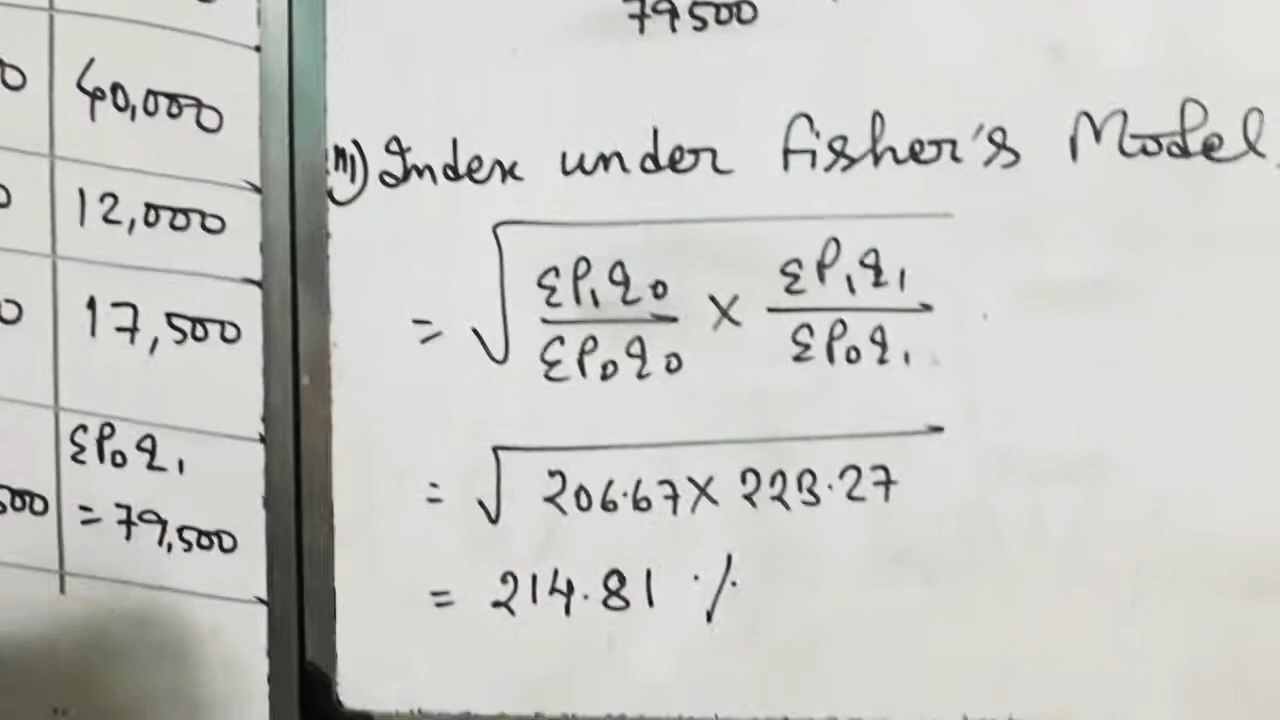 40,000
12,000
17,500
ΣP₀q₁
= 79,500
79500
iii) Index under Fisher's Model
= √ ΣP₁q₀ / ΣP₀q₀ × ΣP₁q₁ / ΣP₀q₁
= √ 206.67 × 223.27
= 214.81 %